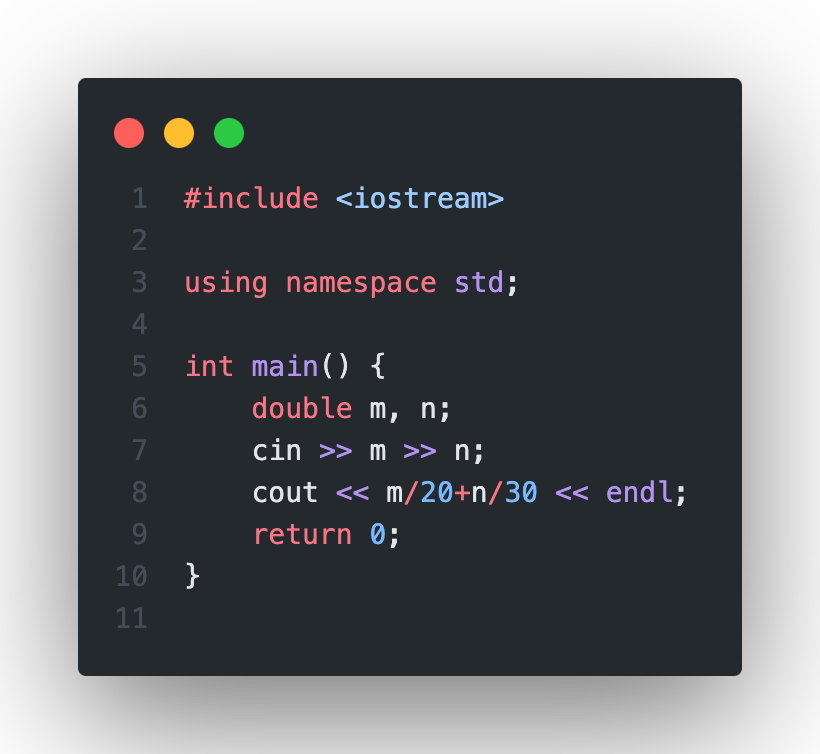 1 #include <iostream>
2
3 using namespace std;
4
5 int main() {
6     double m, n;
7     cin >> m >> n;
8     cout << m/20+n/30 << endl;
9     return 0;
10 }
11